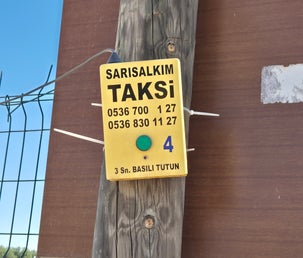 SARISALKIM
TAKSİ
0536 700 1 27
0536 830 11 27
4
3 Sn. BASILI TUTUN